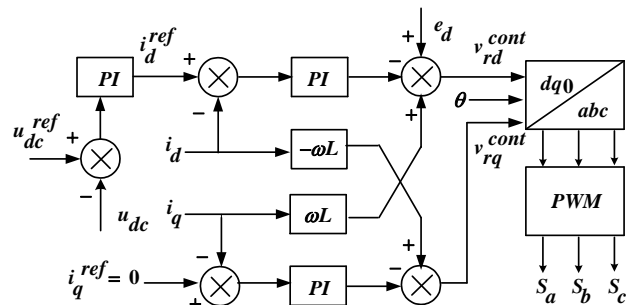 i_d^ref
e_d
v_rd^cont
PI
PI
dq0
θ
abc
u_dc^ref
i_d
-ωL
v_rq^cont
u_dc
i_q
ωL
PWM
i_q^ref = 0
PI
S_a S_b S_c